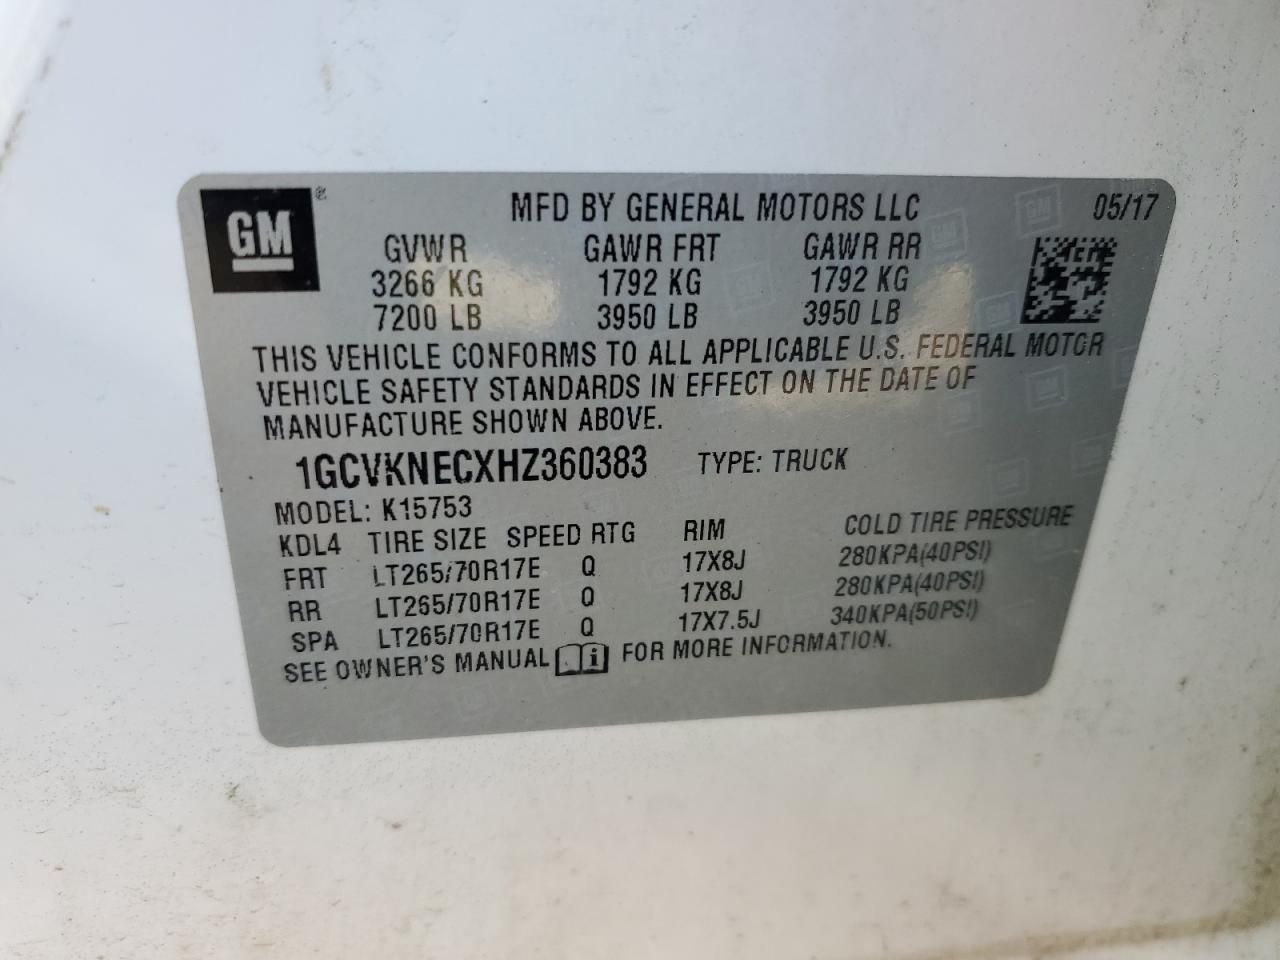 GM ®
MFD BY GENERAL MOTORS LLC 05/17
GVWR GAWR FRT GAWR RR
3266 KG 1792 KG 1792 KG
7200 LB 3950 LB 3950 LB
THIS VEHICLE CONFORMS TO ALL APPLICABLE U.S. FEDERAL MOTOR
VEHICLE SAFETY STANDARDS IN EFFECT ON THE DATE OF
MANUFACTURE SHOWN ABOVE.
1GCVKNECXHZ360383 TYPE: TRUCK
MODEL: K15753
KDL4 TIRE SIZE SPEED RTG RIM COLD TIRE PRESSURE
FRT LT265/70R17E Q 17X8J 280KPA(40PSI)
RR LT265/70R17E Q 17X8J 280KPA(40PSI)
SPA LT265/70R17E Q 17X7.5J 340KPA(50PSI)
SEE OWNER'S MANUAL i FOR MORE INFORMATION.